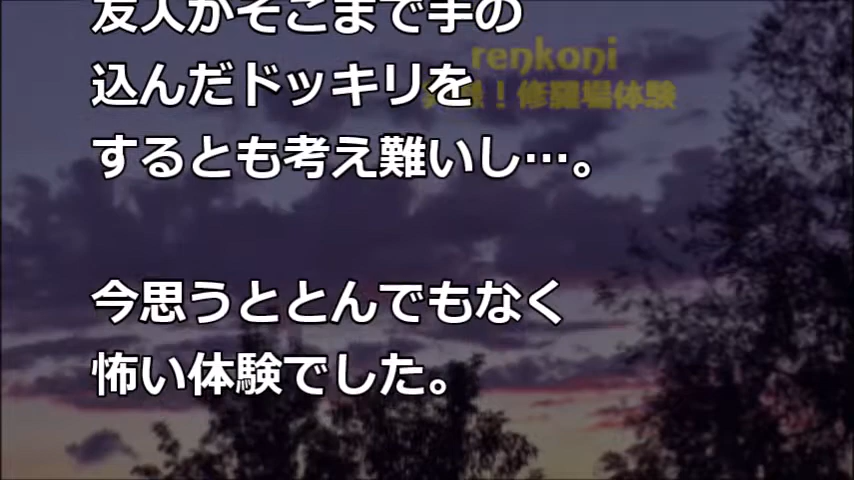 友人がそこまで手の
renkoni
込んだドッキリを
！修羅場体験
するとも考え難いし…。
今思うととんでもなく
怖い体験でした。